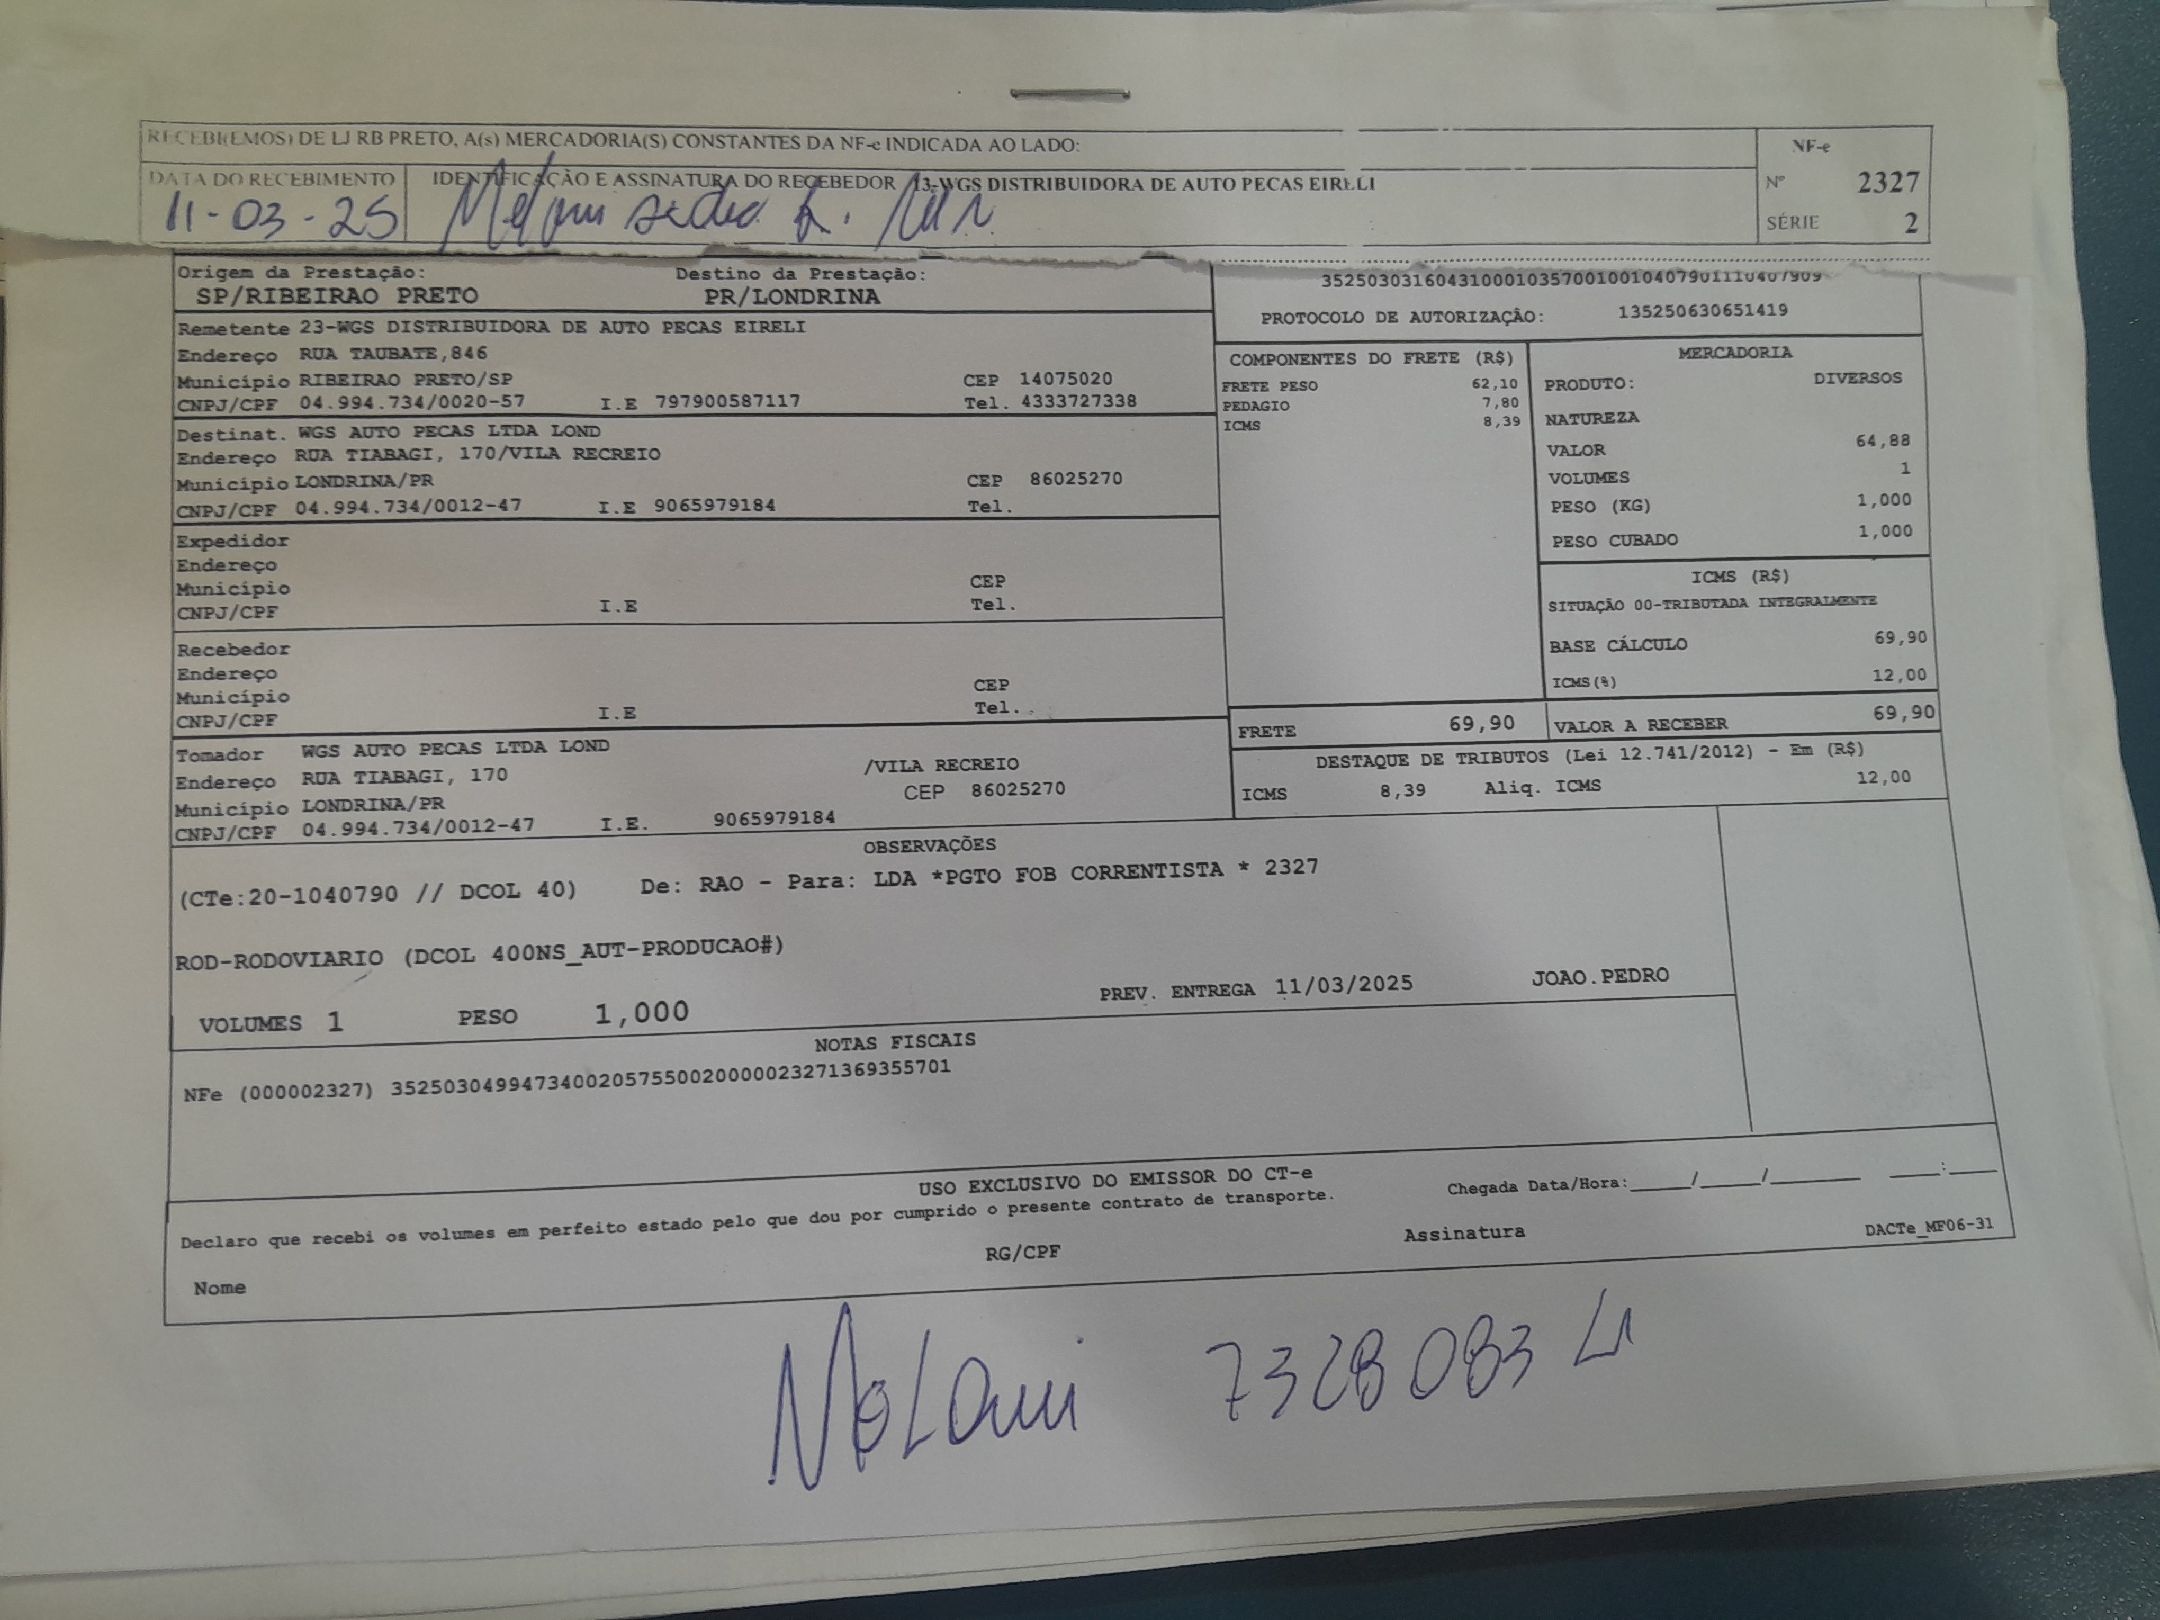 RECEBI(EMOS) DE LJ RB PRETO, A(s) MERCADORIA(S) CONSTANTES DA NF-e INDICADA AO LADO:
NF-e
DATA DO RECEBIMENTO IDENTIFICAÇÃO E ASSINATURA DO RECEBEDOR 13-WGS DISTRIBUIDORA DE AUTO PECAS EIRELI
Nº 2327
11-03-25
SÉRIE 2
Origem da Prestação: Destino da Prestação:
SP/RIBEIRAO PRETO PR/LONDRINA
Remetente 23-WGS DISTRIBUIDORA DE AUTO PECAS EIRELI
Endereço RUA TAUBATE,846
Município RIBEIRAO PRETO/SP CEP 14075020
CNPJ/CPF 04.994.734/0020-57 I.E 797900587117 Tel. 4333727338
Destinat. WGS AUTO PECAS LTDA LOND
Endereço RUA TIABAGI, 170/VILA RECREIO
Município LONDRINA/PR CEP 86025270
CNPJ/CPF 04.994.734/0012-47 I.E 9065979184 Tel.
Expedidor
Endereço
Município CEP
CNPJ/CPF I.E Tel.
Recebedor
Endereço
Município CEP
CNPJ/CPF I.E Tel.
Tomador WGS AUTO PECAS LTDA LOND
Endereço RUA TIABAGI, 170 /VILA RECREIO
Município LONDRINA/PR CEP 86025270
CNPJ/CPF 04.994.734/0012-47 I.E. 9065979184
PROTOCOLO DE AUTORIZAÇÃO: 135250630651419
COMPONENTES DO FRETE (R$)
FRETE PESO 62,10
PEDAGIO 7,80
ICMS 8,39
MERCADORIA
PRODUTO: DIVERSOS
NATUREZA
VALOR 64,88
VOLUMES 1
PESO (KG) 1,000
PESO CUBADO 1,000
ICMS (R$)
SITUAÇÃO 00-TRIBUTADA INTEGRALMENTE
BASE CÁLCULO 69,90
ICMS(%) 12,00
FRETE 69,90 VALOR A RECEBER 69,90
DESTAQUE DE TRIBUTOS (Lei 12.741/2012) - Em (R$)
ICMS 8,39 Aliq. ICMS 12,00
OBSERVAÇÕES
(CTe:20-1040790 // DCOL 40) De: RAO - Para: LDA *PGTO FOB CORRENTISTA * 2327
ROD-RODOVIARIO (DCOL 400NS_AUT-PRODUCAO#)
VOLUMES 1 PESO 1,000 PREV. ENTREGA 11/03/2025 JOAO.PEDRO
NOTAS FISCAIS
NFe (000002327) 35250304994734002057550020000023271369355701
USO EXCLUSIVO DO EMISSOR DO CT-e
Declaro que recebi os volumes em perfeito estado pelo que dou por cumprido o presente contrato de transporte.
Chegada Data/Hora:_____/_____/_______ ____:____
Nome RG/CPF Assinatura DACTe_MF06-31
7328083